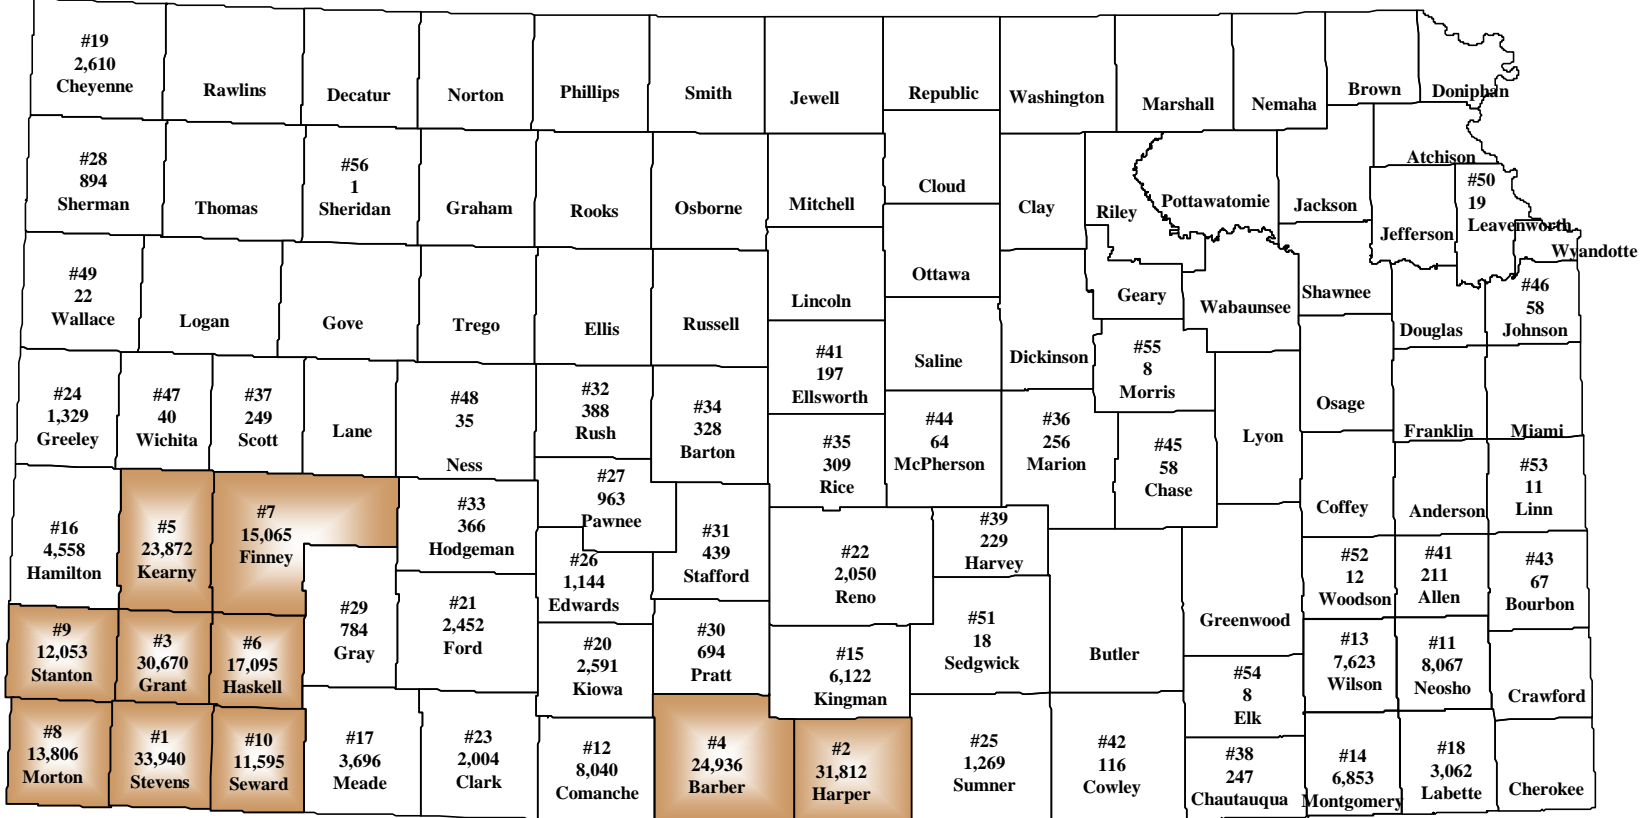 #19
2,610
Cheyenne
Rawlins
Decatur
Norton
Phillips
Smith
Jewell
Republic
Washington
Marshall
Nemaha
Brown
Doniphan
#28
894
Sherman
Thomas
#56
1
Sheridan
Graham
Rooks
Osborne
Mitchell
Cloud
Clay
Riley
Pottawatomie
Jackson
Atchison
Jefferson
#50
19
Leavenworth
Wyandotte
#49
22
Wallace
Logan
Gove
Trego
Ellis
Russell
Lincoln
Ottawa
Geary
Wabaunsee
Shawnee
Douglas
#46
58
Johnson
#24
1,329
Greeley
#47
40
Wichita
#37
249
Scott
Lane
#48
35
Ness
#32
388
Rush
#34
328
Barton
#41
197
Ellsworth
Saline
Dickinson
#55
8
Morris
Osage
Franklin
Miami
#35
309
Rice
#44
64
McPherson
#36
256
Marion
#45
58
Chase
Lyon
Coffey
Anderson
#53
11
Linn
#16
4,558
Hamilton
#5
23,872
Kearny
#7
15,065
Finney
#33
366
Hodgeman
#27
963
Pawnee
#26
1,144
Edwards
#31
439
Stafford
#22
2,050
Reno
#39
229
Harvey
#52
12
Woodson
#41
211
Allen
#43
67
Bourbon
#9
12,053
Stanton
#3
30,670
Grant
#6
17,095
Haskell
#29
784
Gray
#21
2,452
Ford
#20
2,591
Kiowa
#30
694
Pratt
#15
6,122
Kingman
#51
18
Sedgwick
Butler
Greenwood
#13
7,623
Wilson
#11
8,067
Neosho
Crawford
#8
13,806
Morton
#1
33,940
Stevens
#10
11,595
Seward
#17
3,696
Meade
#23
2,004
Clark
#12
8,040
Comanche
#4
24,936
Barber
#2
31,812
Harper
#25
1,269
Sumner
#42
116
Cowley
#54
8
Elk
#38
247
Chautauqua
#14
6,853
Montgomery
#18
3,062
Labette
Cherokee